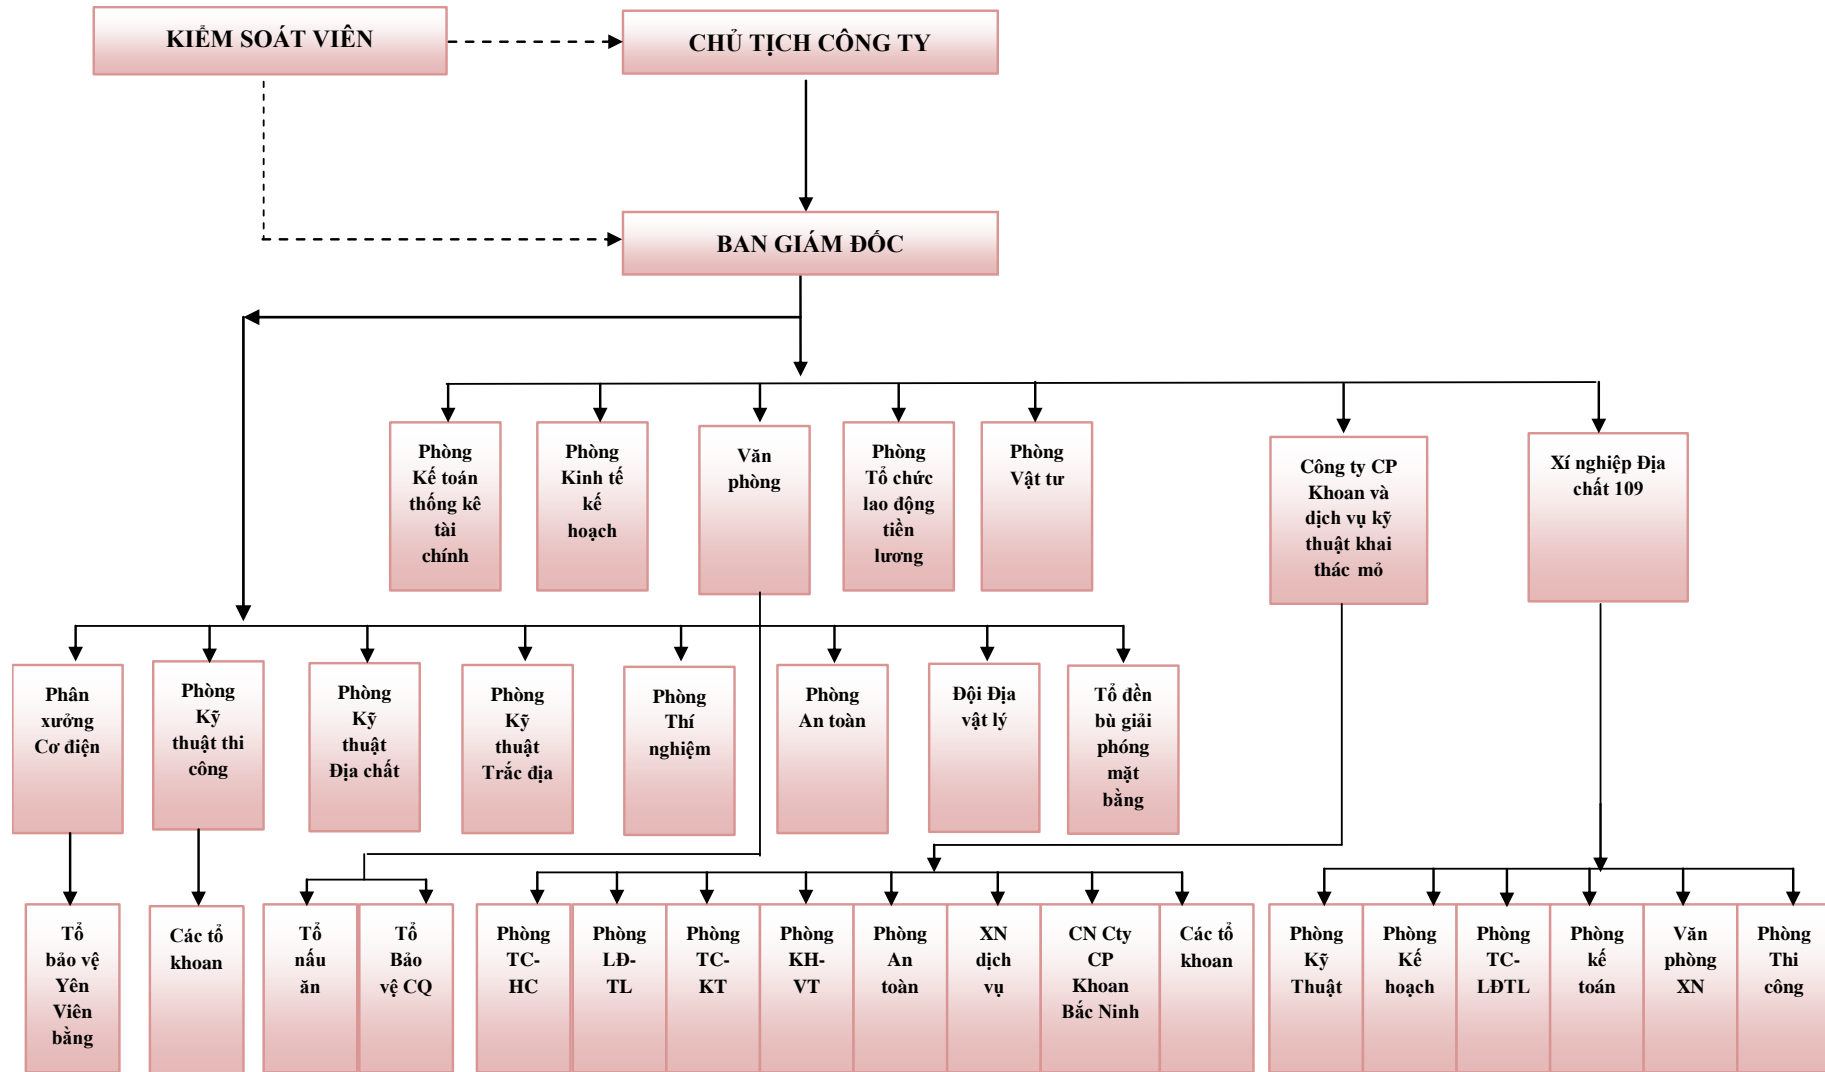 KIỂM SOÁT VIÊN
CHỦ TỊCH CÔNG TY
BAN GIÁM ĐỐC
Phòng
Kế toán
thống kê
tài
chính
Phòng
Kinh tế
kế
hoạch
Văn
phòng
Phòng
Tổ chức
lao động
tiền
lương
Phòng
Vật tư
Công ty CP
Khoan và
dịch vụ kỹ
thuật khai
thác mỏ
Xí nghiệp Địa
chất 109
Phân
xưởng
Cơ điện
Phòng
Kỹ
thuật thi
công
Phòng
Kỹ
thuật
Địa chất
Phòng
Kỹ
thuật
Trắc địa
Phòng
Thí
nghiệm
Phòng
An toàn
Đội Địa
vật lý
Tổ đền
bù giải
phóng
mặt
bằng
Tổ
bảo vệ
Yên
Viên
bằng
Các tổ
khoan
Tổ
nấu
ăn
Tổ
Bảo
vệ CQ
Phòng
TC-
HC
Phòng
LĐ-
TL
Phòng
TC-
KT
Phòng
KH-
VT
Phòng
An
toàn
XN
dịch
vụ
CN Cty
CP
Khoan
Bắc Ninh
Các tổ
khoan
Phòng
Kỹ
Thuật
Phòng
Kế
hoạch
Phòng
TC-
LĐTL
Phòng
kế
toán
Văn
phòng
XN
Phòng
Thi
công